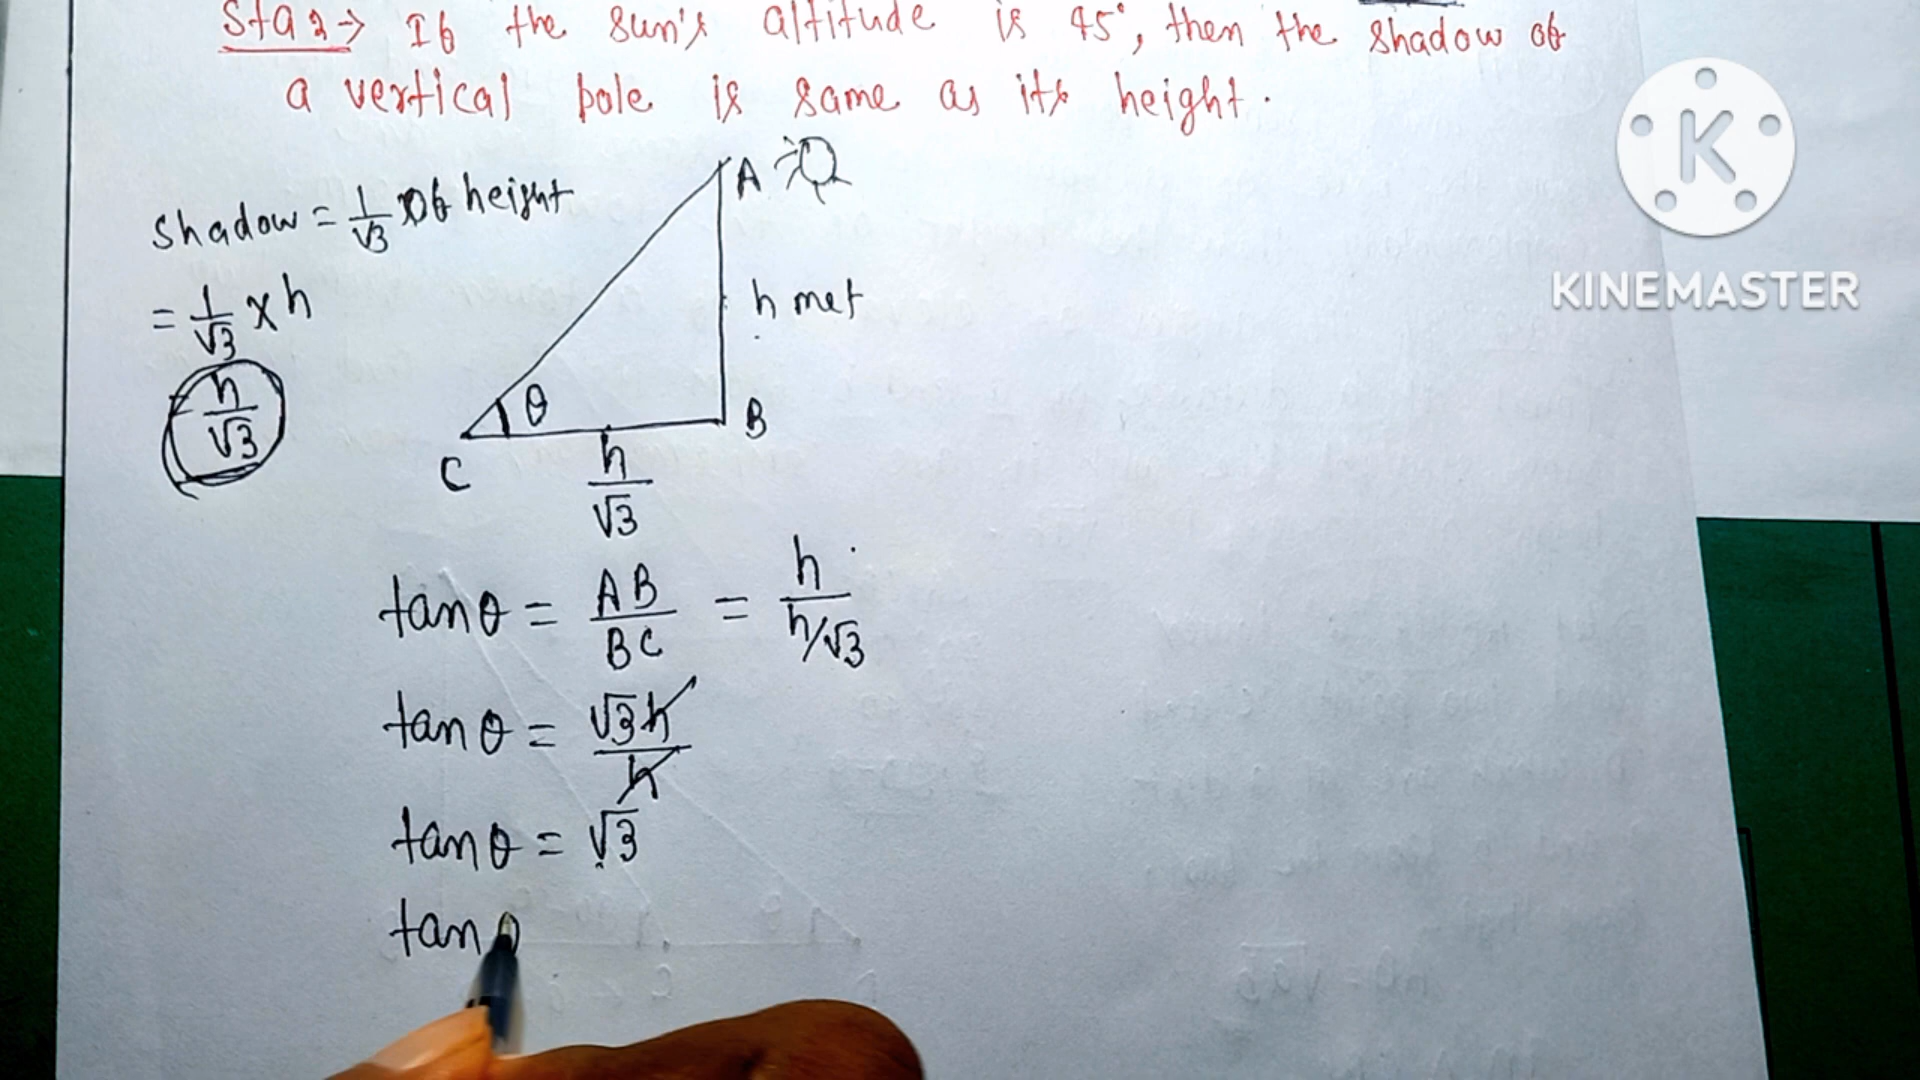 Sta 2→ If the sun's altitude is 45°, then the shadow of
a vertical pole is same as its height.
K
KINEMASTER
A
shadow = 1/√3 of height
= 1/√3 × h
h met
= h/√3
θ
B
C
h/√3
tan θ = AB/BC = h/h/√3
tan θ = √3h/h
tan θ = √3
tan θ